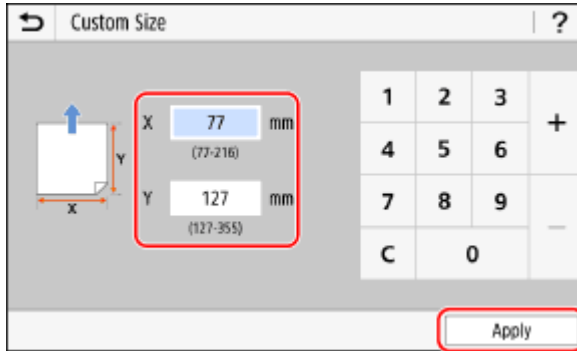 Custom Size ?
X 77 mm
(77-216)
Y 127 mm
(127-355)
Y
X
1 2 3 +
4 5 6
7 8 9 −
C 0
Apply